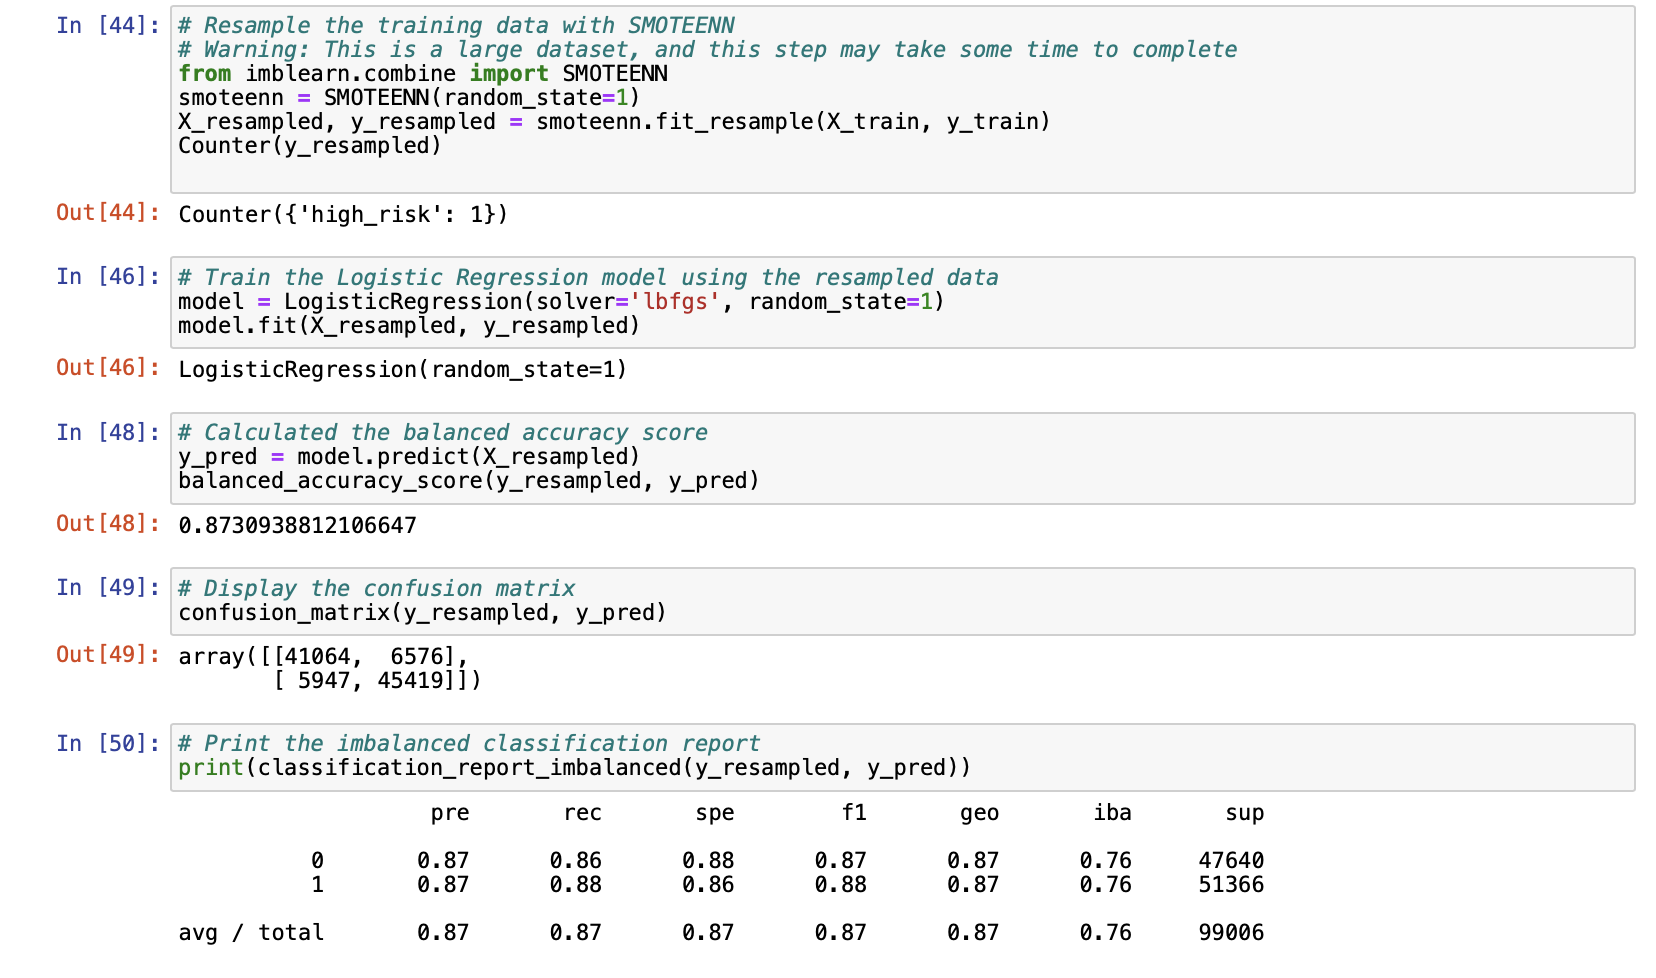 In [44]: # Resample the training data with SMOTEENN
# Warning: This is a large dataset, and this step may take some time to complete
from imblearn.combine import SMOTEENN
smoteenn = SMOTEENN(random_state=1)
X_resampled, y_resampled = smoteenn.fit_resample(X_train, y_train)
Counter(y_resampled)
Out[44]: Counter({'high_risk': 1})
In [46]: # Train the Logistic Regression model using the resampled data
model = LogisticRegression(solver='lbfgs', random_state=1)
model.fit(X_resampled, y_resampled)
Out[46]: LogisticRegression(random_state=1)
In [48]: # Calculated the balanced accuracy score
y_pred = model.predict(X_resampled)
balanced_accuracy_score(y_resampled, y_pred)
Out[48]: 0.8730938812106647
In [49]: # Display the confusion matrix
confusion_matrix(y_resampled, y_pred)
Out[49]: array([[41064,  6576],
[ 5947, 45419]])
In [50]: # Print the imbalanced classification report
print(classification_report_imbalanced(y_resampled, y_pred))
pre rec spe f1 geo iba sup
0 0.87 0.86 0.88 0.87 0.87 0.76 47640
1 0.87 0.88 0.86 0.88 0.87 0.76 51366
avg / total 0.87 0.87 0.87 0.87 0.87 0.76 99006